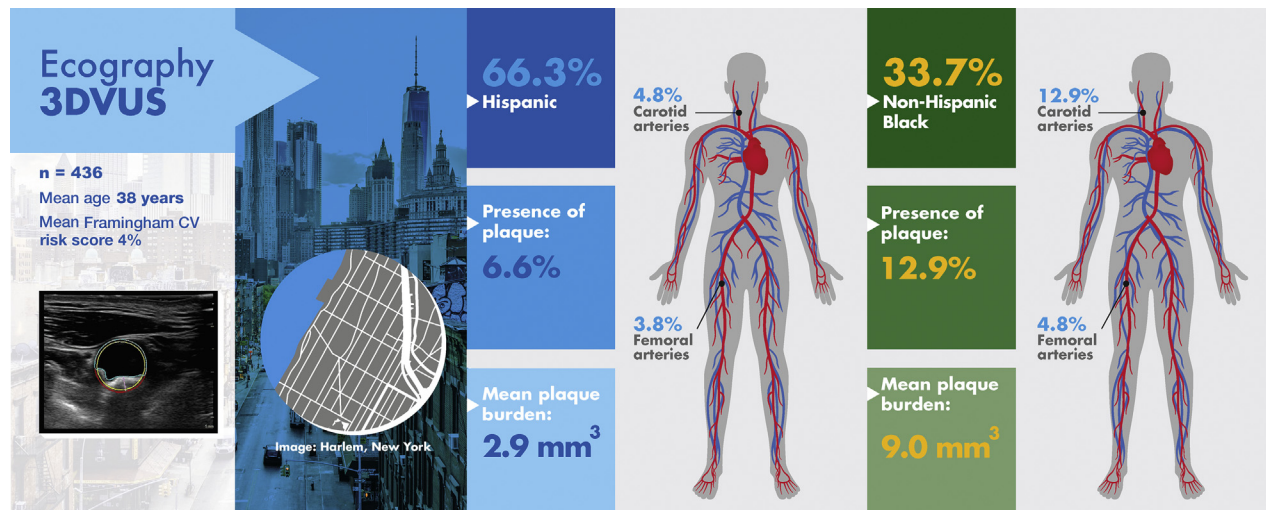 Ecography
3DVUS
n = 436
Mean age 38 years
Mean Framingham CV
risk score 4%
Image: Harlem, New York
66.3%
Hispanic
Presence of
plaque:
6.6%
Mean plaque
burden:
2.9 mm³
4.8%
Carotid
arteries
3.8%
Femoral
arteries
33.7%
Non-Hispanic
Black
Presence of
plaque:
12.9%
Mean plaque
burden:
9.0 mm³
12.9%
Carotid
arteries
4.8%
Femoral
arteries